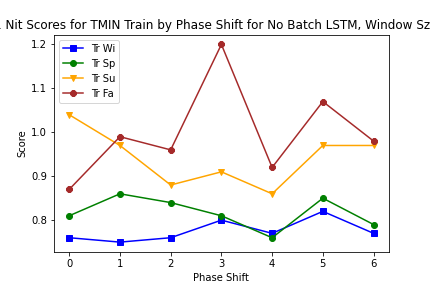 . Nit Scores for TMIN Train by Phase Shift for No Batch LSTM, Window Sz
Tr Wi
Tr Sp
Tr Su
Tr Fa
Score
1.2
1.1
1.0
0.9
0.8
0 1 2 3 4 5 6
Phase Shift